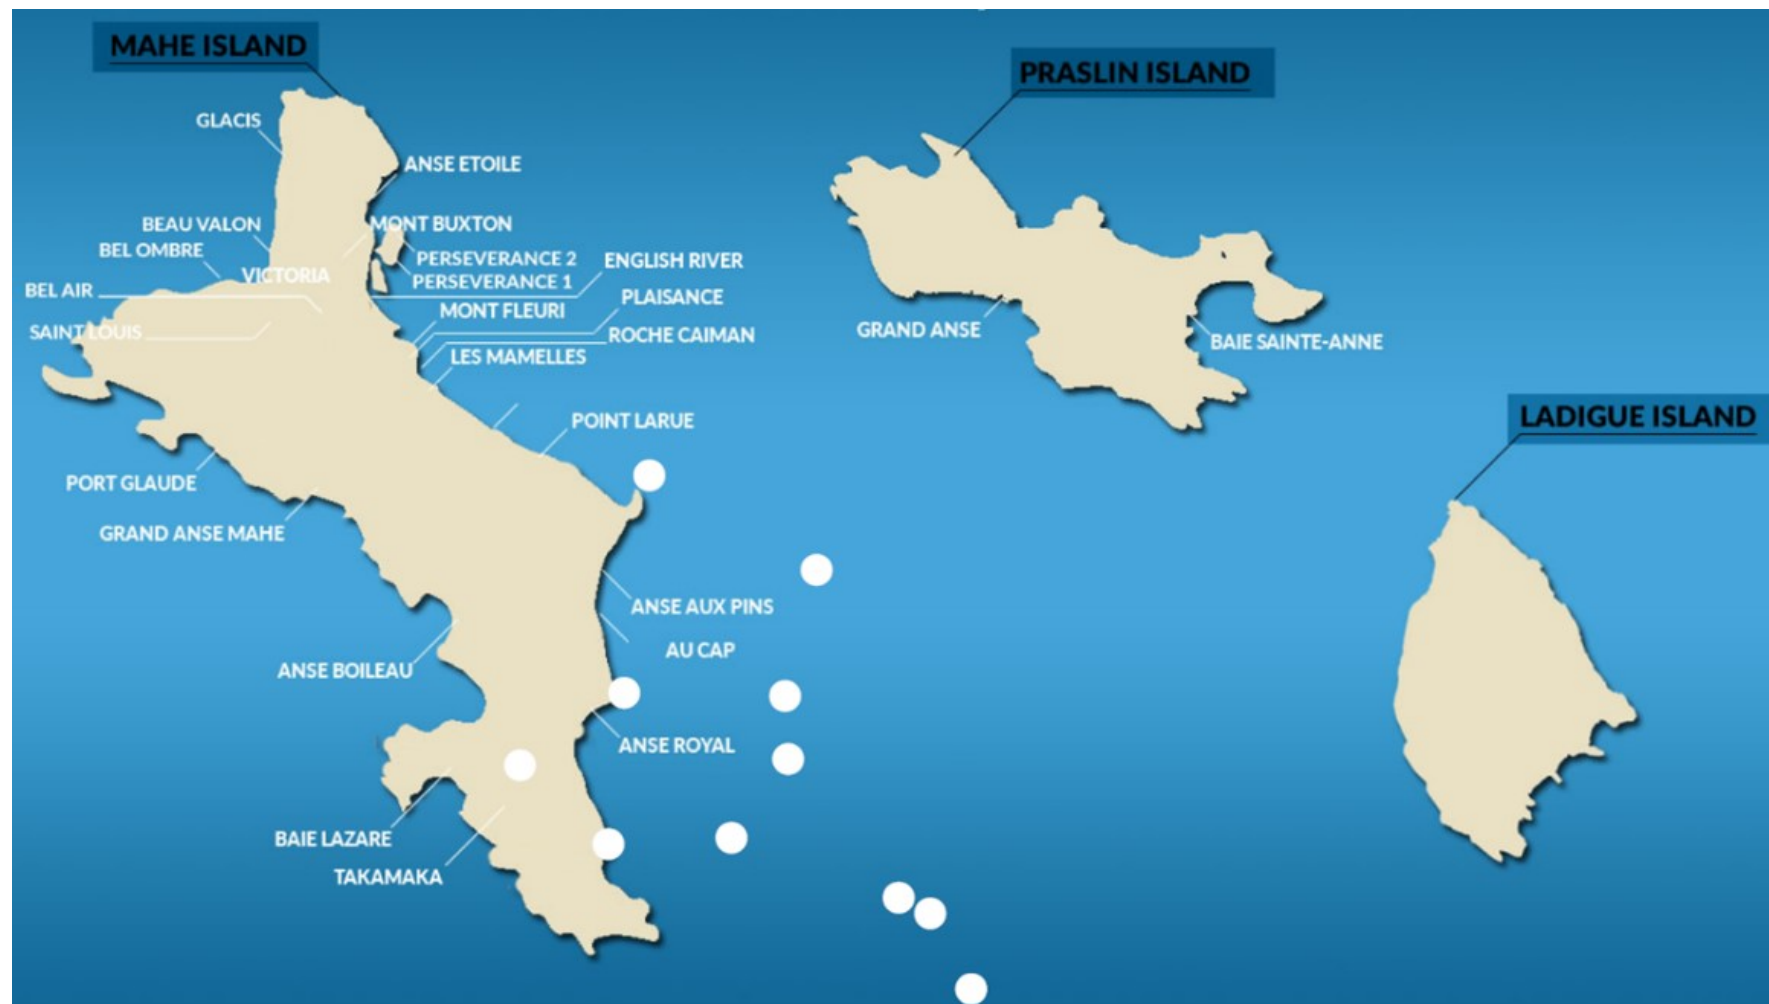 MAHE ISLAND
PRASLIN ISLAND
GLACIS
ANSE ETOILE
BEAU VALON
MONT BUXTON
BEL OMBRE
PERSEVERANCE 2
ENGLISH RIVER
VICTORIA
PERSEVERANCE 1
BEL AIR
PLAISANCE
MONT FLEURI
SAINT LOUIS
ROCHE CAIMAN
GRAND ANSE
BAIE SAINTE-ANNE
LES MAMELLES
LADIGUE ISLAND
POINT LARUE
PORT GLAUDE
GRAND ANSE MAHE
ANSE AUX PINS
AU CAP
ANSE BOILEAU
ANSE ROYAL
BAIE LAZARE
TAKAMAKA